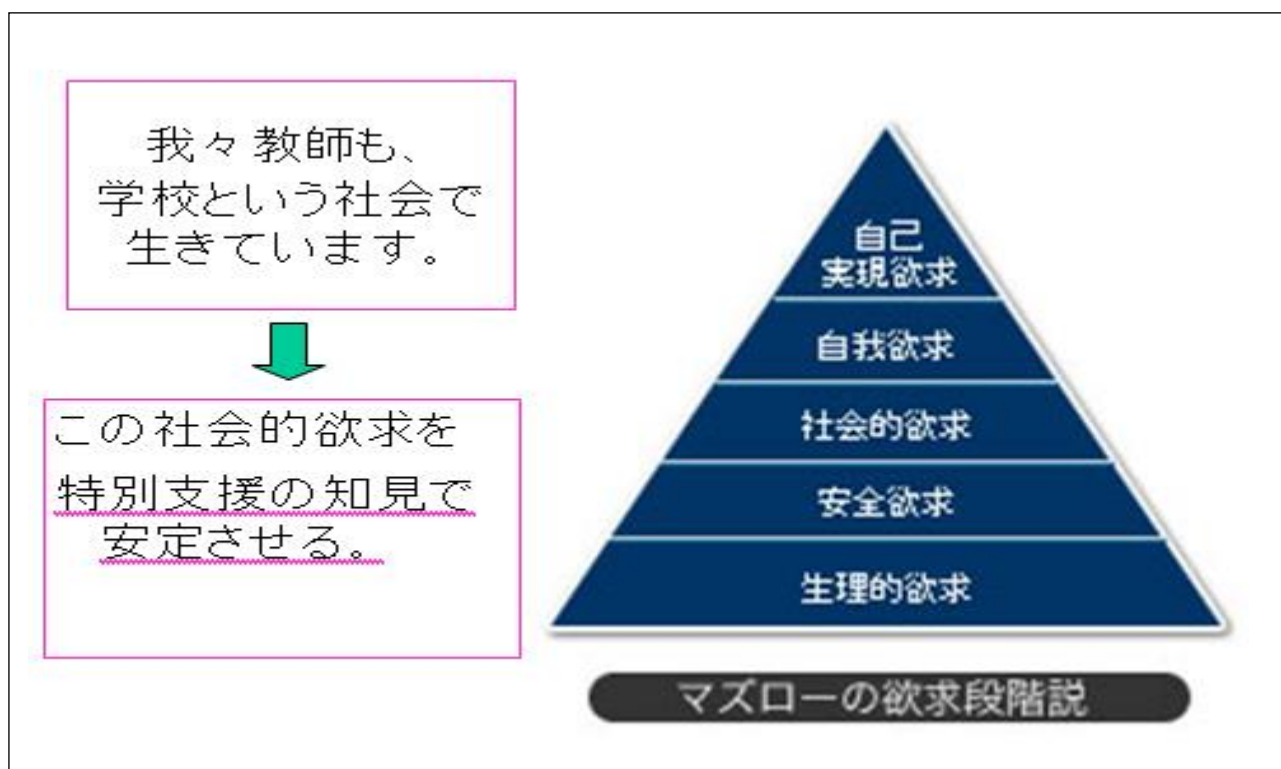 我々教師も、
学校という社会で
生きています。
この社会的欲求を
特別支援の知見で
安定させる。
自己
実現欲求
自我欲求
社会的欲求
安全欲求
生理的欲求
マズローの欲求段階説